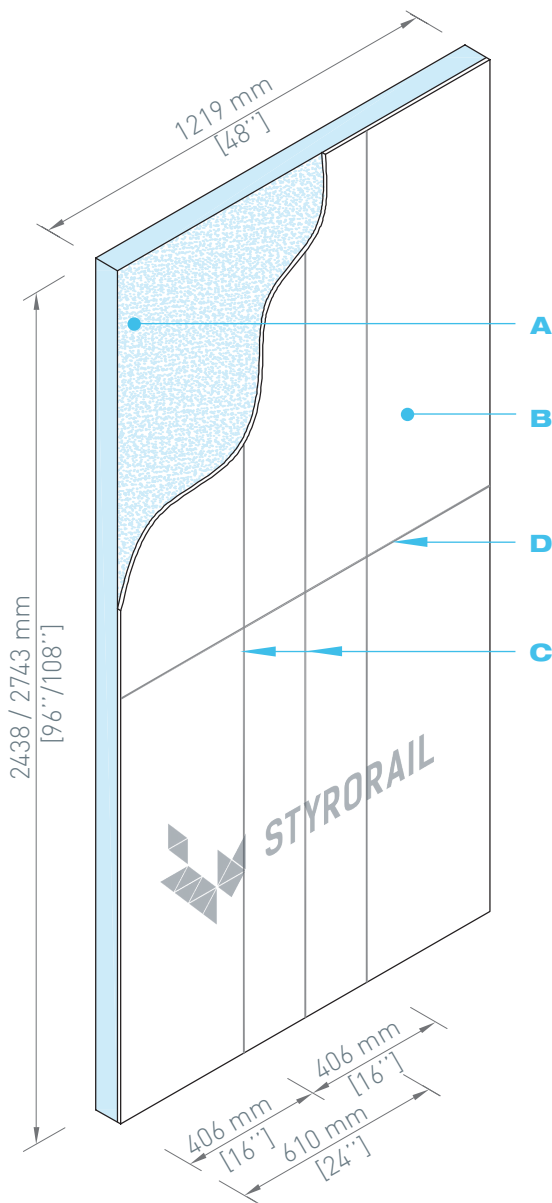 1219 mm
[48'']
A
B
D
2438 / 2743 mm
[96''/108'']
C
STYRORAIL
406 mm
[16'']
406 mm
[16'']
610 mm
[24'']